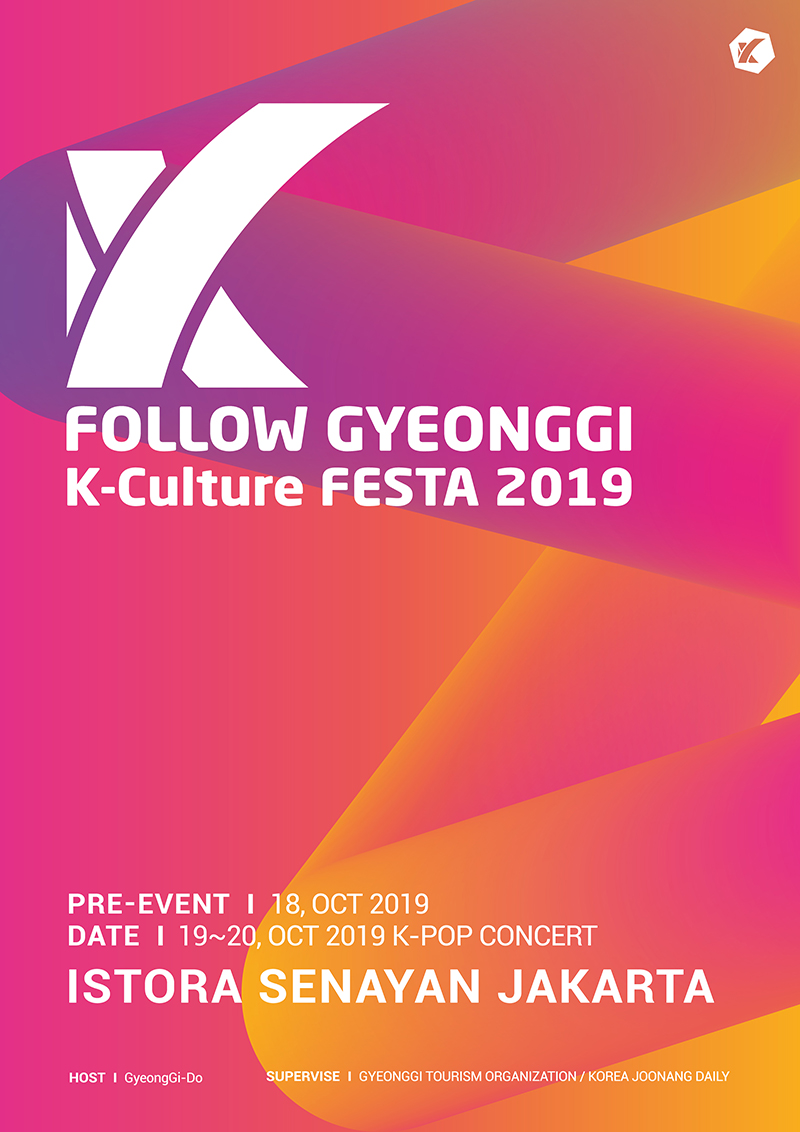 FOLLOW GYEONGGI
K-Culture FESTA 2019
PRE-EVENT I 18, OCT 2019
DATE I 19~20, OCT 2019 K-POP CONCERT
ISTORA SENAYAN JAKARTA
HOST I GyeongGi-Do SUPERVISE I GYEONGGI TOURISM ORGANIZATION / KOREA JOONANG DAILY